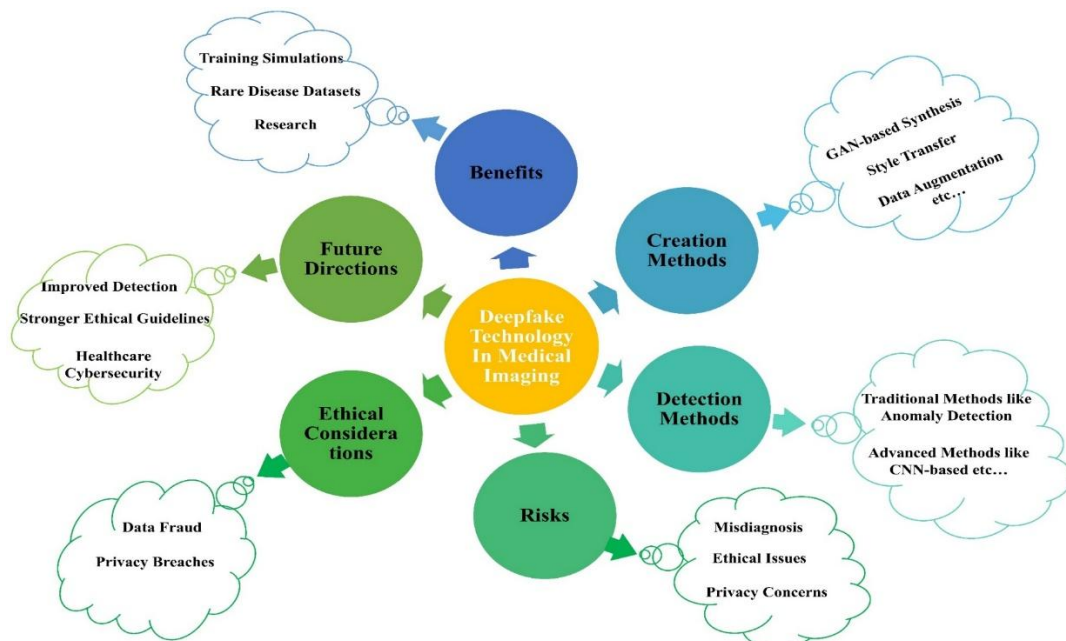 Training Simulations
Rare Disease Datasets
Research
Benefits
GAN-based Synthesis
Style Transfer
Data Augmentation
etc…
Creation
Methods
Future
Directions
Improved Detection
Stronger Ethical Guidelines
Healthcare
Cybersecurity
Deepfake
Technology
In Medical
Imaging
Detection
Methods
Traditional Methods like
Anomaly Detection
Advanced Methods like
CNN-based etc…
Ethical
Considera
tions
Data Fraud
Privacy Breaches
Risks
Misdiagnosis
Ethical Issues
Privacy Concerns